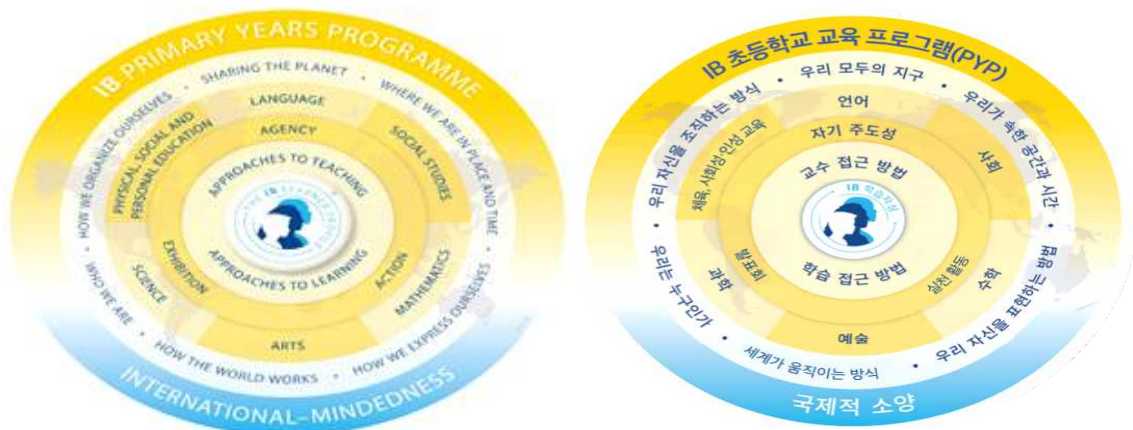 IB PRIMARY YEARS PROGRAMME
SHARING THE PLANET
WHERE WE ARE IN PLACE AND TIME
HOW WE EXPRESS OURSELVES
HOW THE WORLD WORKS
WHO WE ARE
HOW WE ORGANIZE OURSELVES
LANGUAGE
SOCIAL STUDIES
MATHEMATICS
ARTS
SCIENCE
PHYSICAL, SOCIAL AND
PERSONAL EDUCATION
AGENCY
ACTION
EXHIBITION
APPROACHES TO TEACHING
THE IB LEARNER PROFILE
APPROACHES TO LEARNING
INTERNATIONAL-MINDEDNESS
IB 초등학교 교육 프로그램(PYP)
우리 모두의 지구
우리가 속한 공간과 시간
우리 자신을 표현하는 방법
세계가 움직이는 방식
우리는 누구인가
우리 자신을 조직하는 방식
언어
사회
수학
예술
과학
체육, 사회성·인성 교육
자기 주도성
실천 활동
발표회
교수 접근 방법
IB 학습자상
학습 접근 방법
국제적 소양